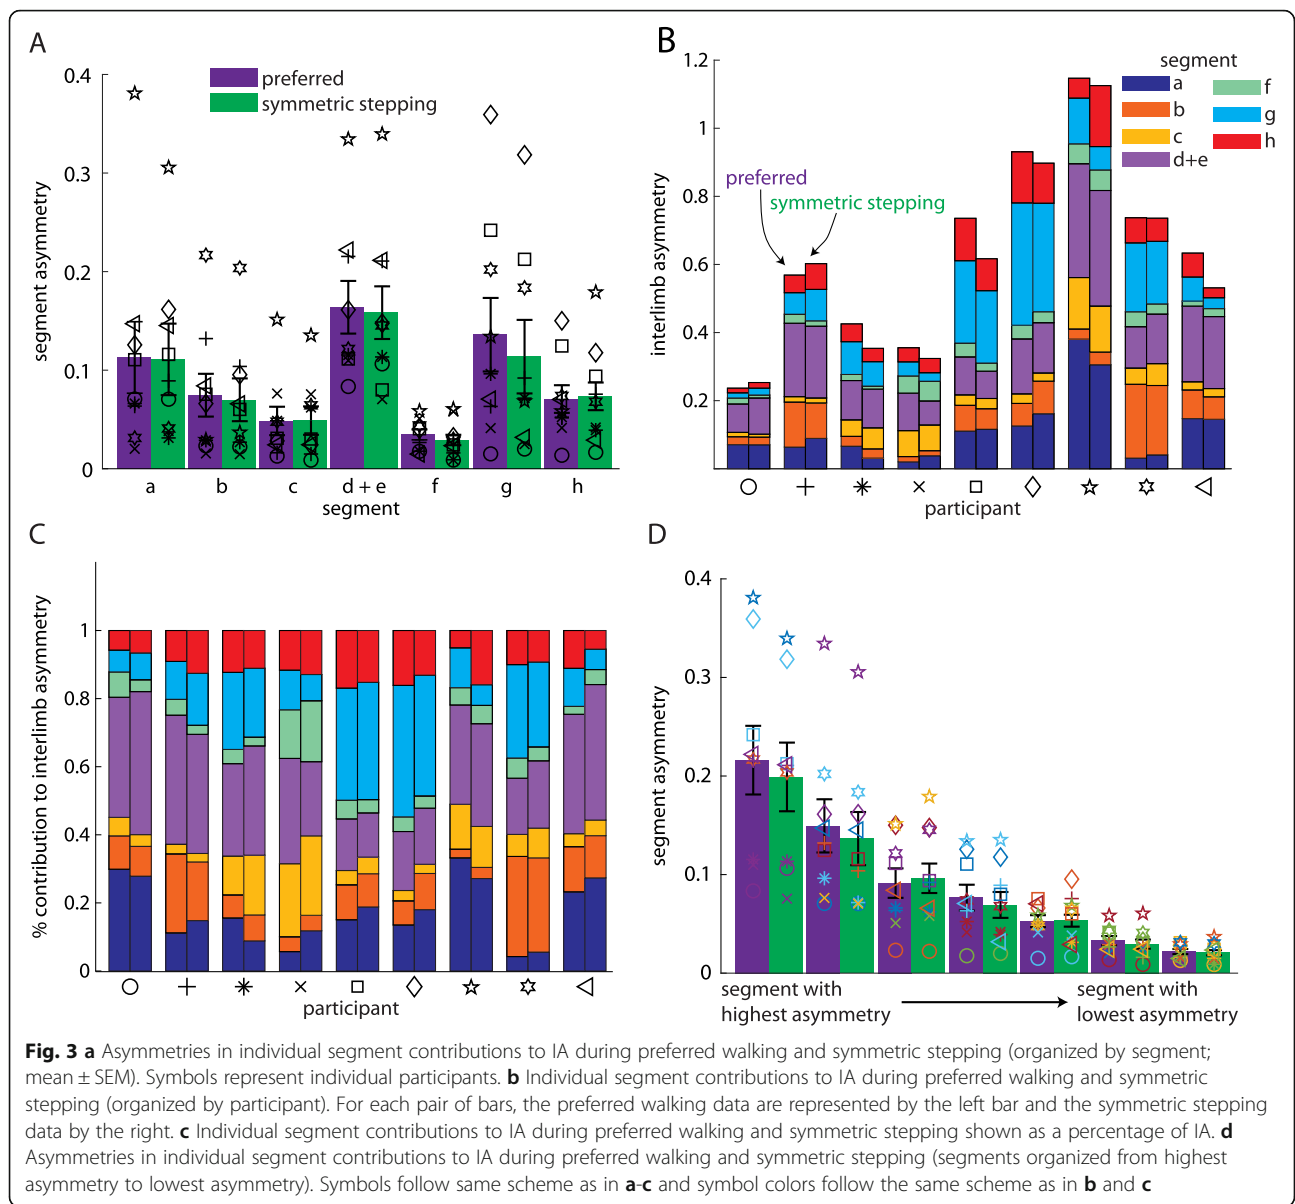 A
0.4
0.3
0.2
0.1
0
segment asymmetry
preferred
symmetric stepping
a b c d + e f g h
segment
B
1.2
1
0.8
0.6
0.4
0.2
interlimb asymmetry
segment
a
b
c
d+e
f
g
h
preferred
symmetric stepping
participant
C
1
0.8
0.6
0.4
0.2
0
% contribution to interlimb asymmetry
participant
D
0.4
0.3
0.2
0.1
0
segment asymmetry
segment with
highest asymmetry
segment with
lowest asymmetry
Fig. 3 a Asymmetries in individual segment contributions to IA during preferred walking and symmetric stepping (organized by segment;
mean ± SEM). Symbols represent individual participants. b Individual segment contributions to IA during preferred walking and symmetric
stepping (organized by participant). For each pair of bars, the preferred walking data are represented by the left bar and the symmetric stepping
data by the right. c Individual segment contributions to IA during preferred walking and symmetric stepping shown as a percentage of IA. d
Asymmetries in individual segment contributions to IA during preferred walking and symmetric stepping (segments organized from highest
asymmetry to lowest asymmetry). Symbols follow same scheme as in a-c and symbol colors follow the same scheme as in b and c